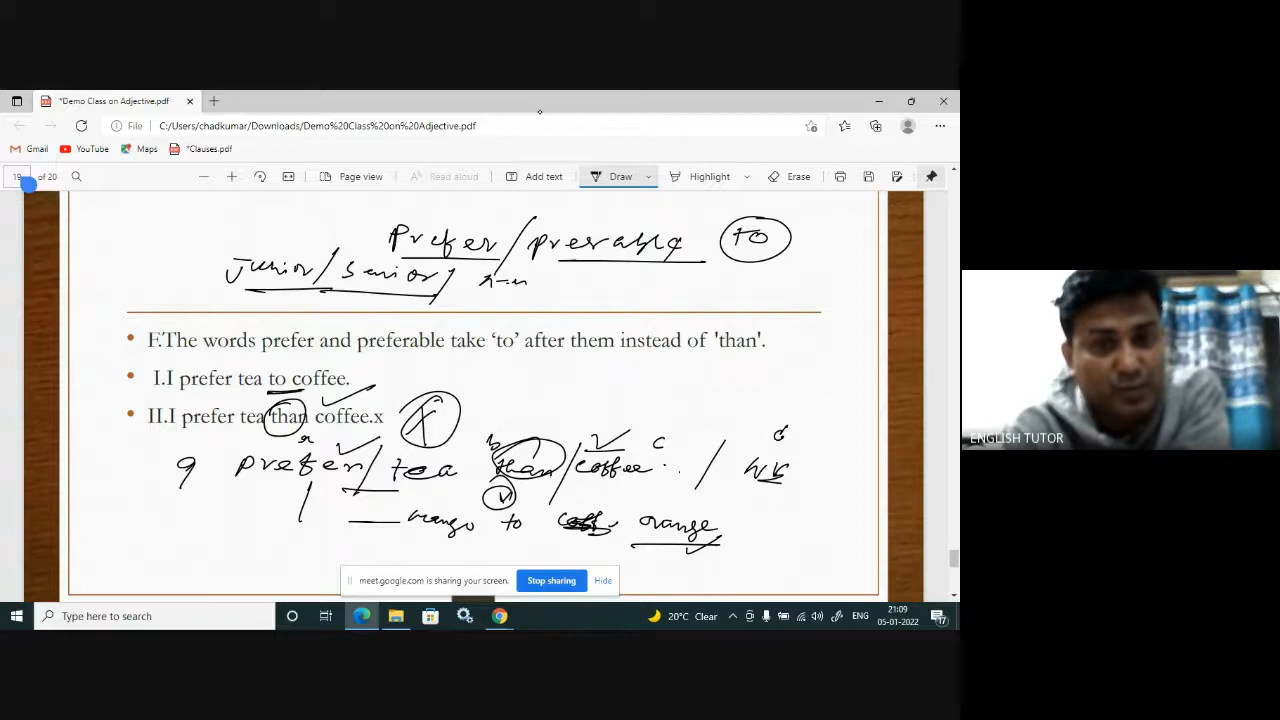 *Demo Class on Adjective.pdf
File C:/Users/chadkumar/Downloads/Demo%20Class%20on%20Adjective.pdf
Gmail YouTube Maps *Clauses.pdf
19 of 20 Page view Read aloud Add text Draw Highlight Erase
Prefer/prerable to
Junior/Senior/
F.The words prefer and preferable take ‘to’ after them instead of 'than'.
I.I prefer tea to coffee.
II.I prefer tea than coffee.x
a b c d
prefer/tea than/coffee /
mango to orange
ENGLISH TUTOR
meet.google.com is sharing your screen. Stop sharing Hide
Type here to search 20°C Clear ENG 21:09
05-01-2022 17